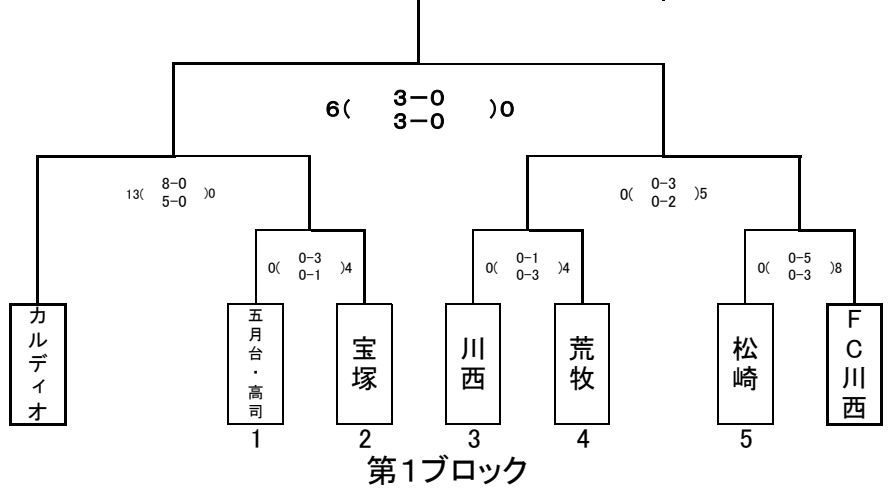 3－0
6( )0
3－0
8-0
13( )0
5-0
0-3
0( )5
0-2
0-3
0( )4
0-1
0-1
0( )4
0-3
0-5
0( )8
0-3
カルディオ
五月台・高司
宝塚
川西
荒牧
松崎
FC川西
1 2 3 4 5
第1ブロック